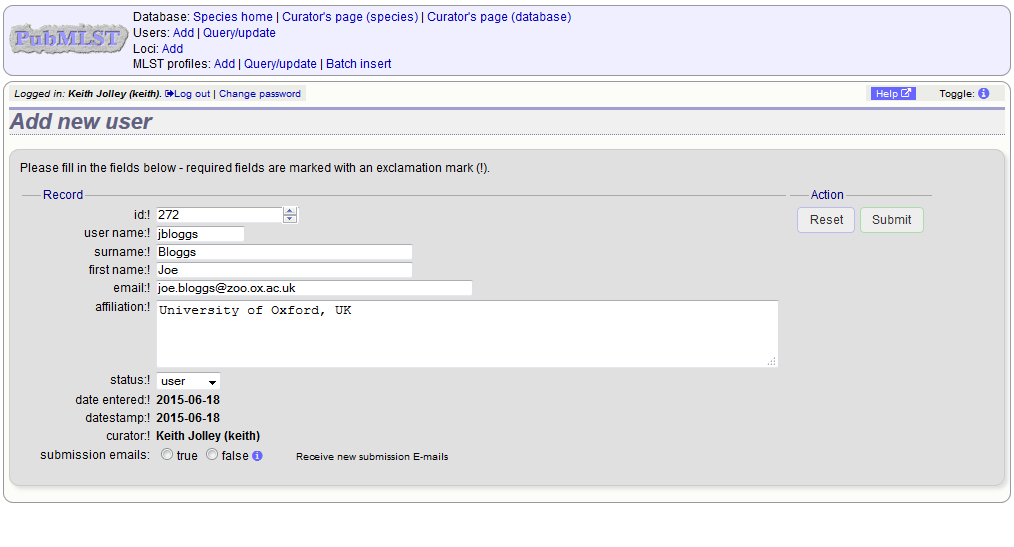 PubMLST
Database: Species home | Curator's page (species) | Curator's page (database)
Users: Add | Query/update
Loci: Add
MLST profiles: Add | Query/update | Batch insert
Logged in: Keith Jolley (keith). Log out | Change password
Help Toggle:
Add new user
Please fill in the fields below - required fields are marked with an exclamation mark (!).
Record
id:! 272
user name:! jbloggs
surname:! Bloggs
first name:! Joe
email:! joe.bloggs@zoo.ox.ac.uk
affiliation:! University of Oxford, UK
status:! user
date entered:! 2015-06-18
datestamp:! 2015-06-18
curator:! Keith Jolley (keith)
submission emails: true false Receive new submission E-mails
Action
Reset Submit